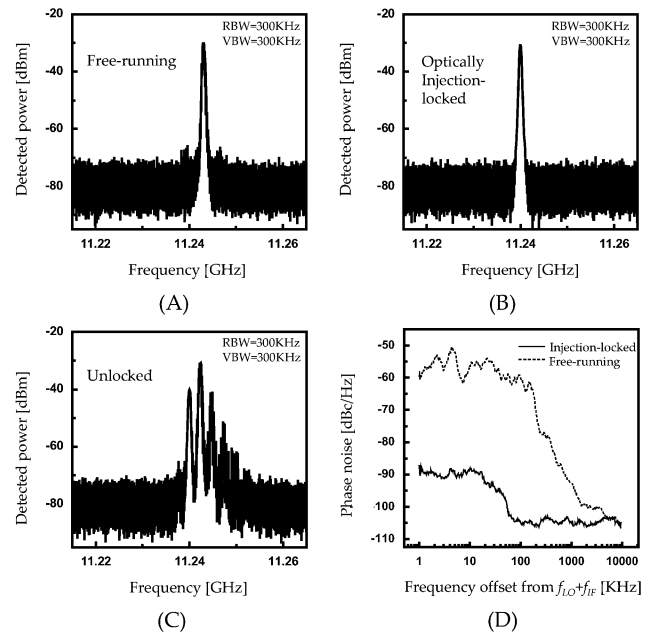 -20
-40
-60
-80
Detected power [dBm]
RBW=300KHz
VBW=300KHz
Free-running
11.22
11.24
11.26
Frequency [GHz]
(A)
-20
-40
-60
-80
Detected power [dBm]
RBW=300KHz
VBW=300KHz
Optically
Injection-
locked
11.22
11.24
11.26
Frequency [GHz]
(B)
-20
-40
-60
-80
Detected power [dBm]
RBW=300KHz
VBW=300KHz
Unlocked
11.22
11.24
11.26
Frequency [GHz]
(C)
-50
-60
-70
-80
-90
-100
-110
Phase noise [dBc/Hz]
Injection-locked
Free-running
1
10
100
1000
10000
Frequency offset from fLO+fIF [KHz]
(D)